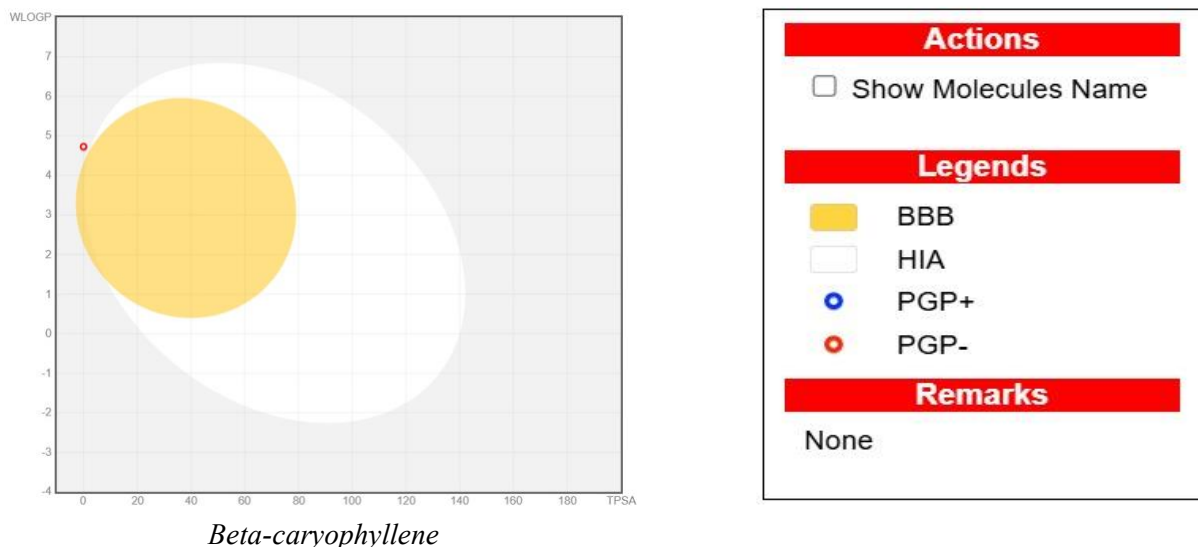 WLOGP
7
6
5
4
3
2
1
0
-1
-2
-3
-4
0 20 40 60 80 100 120 140 160 180 TPSA
Beta-caryophyllene
Actions
Show Molecules Name
Legends
BBB
HIA
PGP+
PGP-
Remarks
None